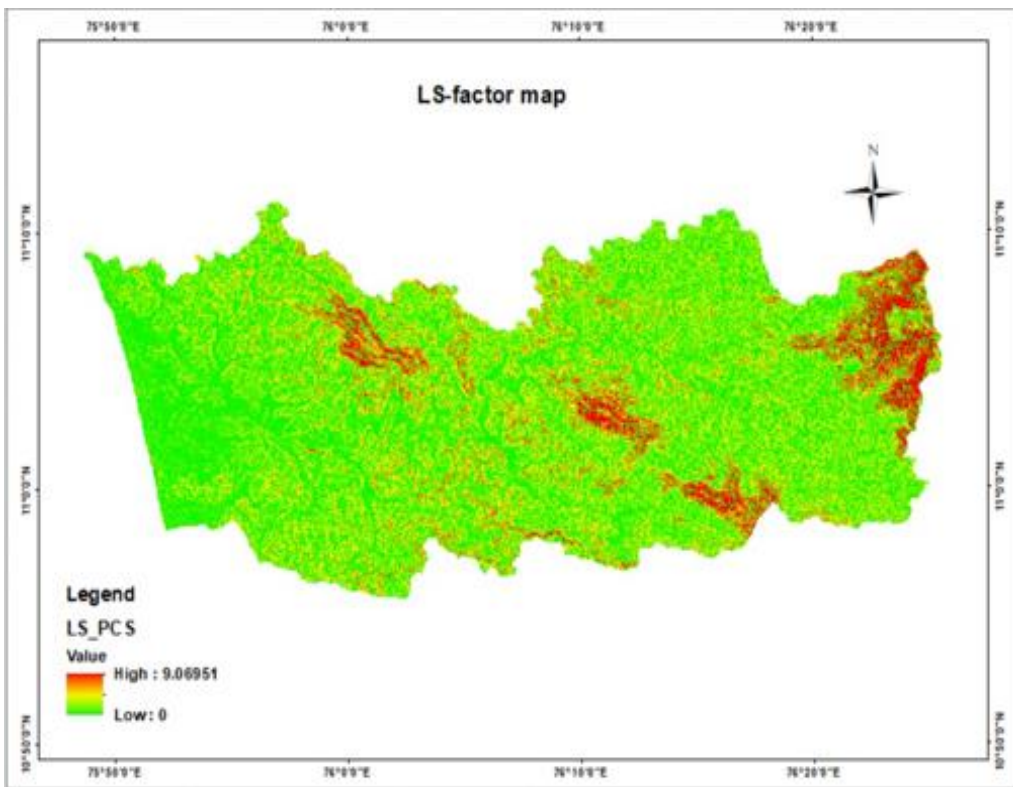 75°50'0"E 76°0'0"E 76°10'0"E 76°20'0"E
LS-factor map
N
11°10'0"N 11°10'0"N
11°0'0"N 11°0'0"N
Legend
LS_PCS
Value
High : 9.06951
Low : 0
10°50'0"N 10°50'0"N
75°50'0"E 76°0'0"E 76°10'0"E 76°20'0"E